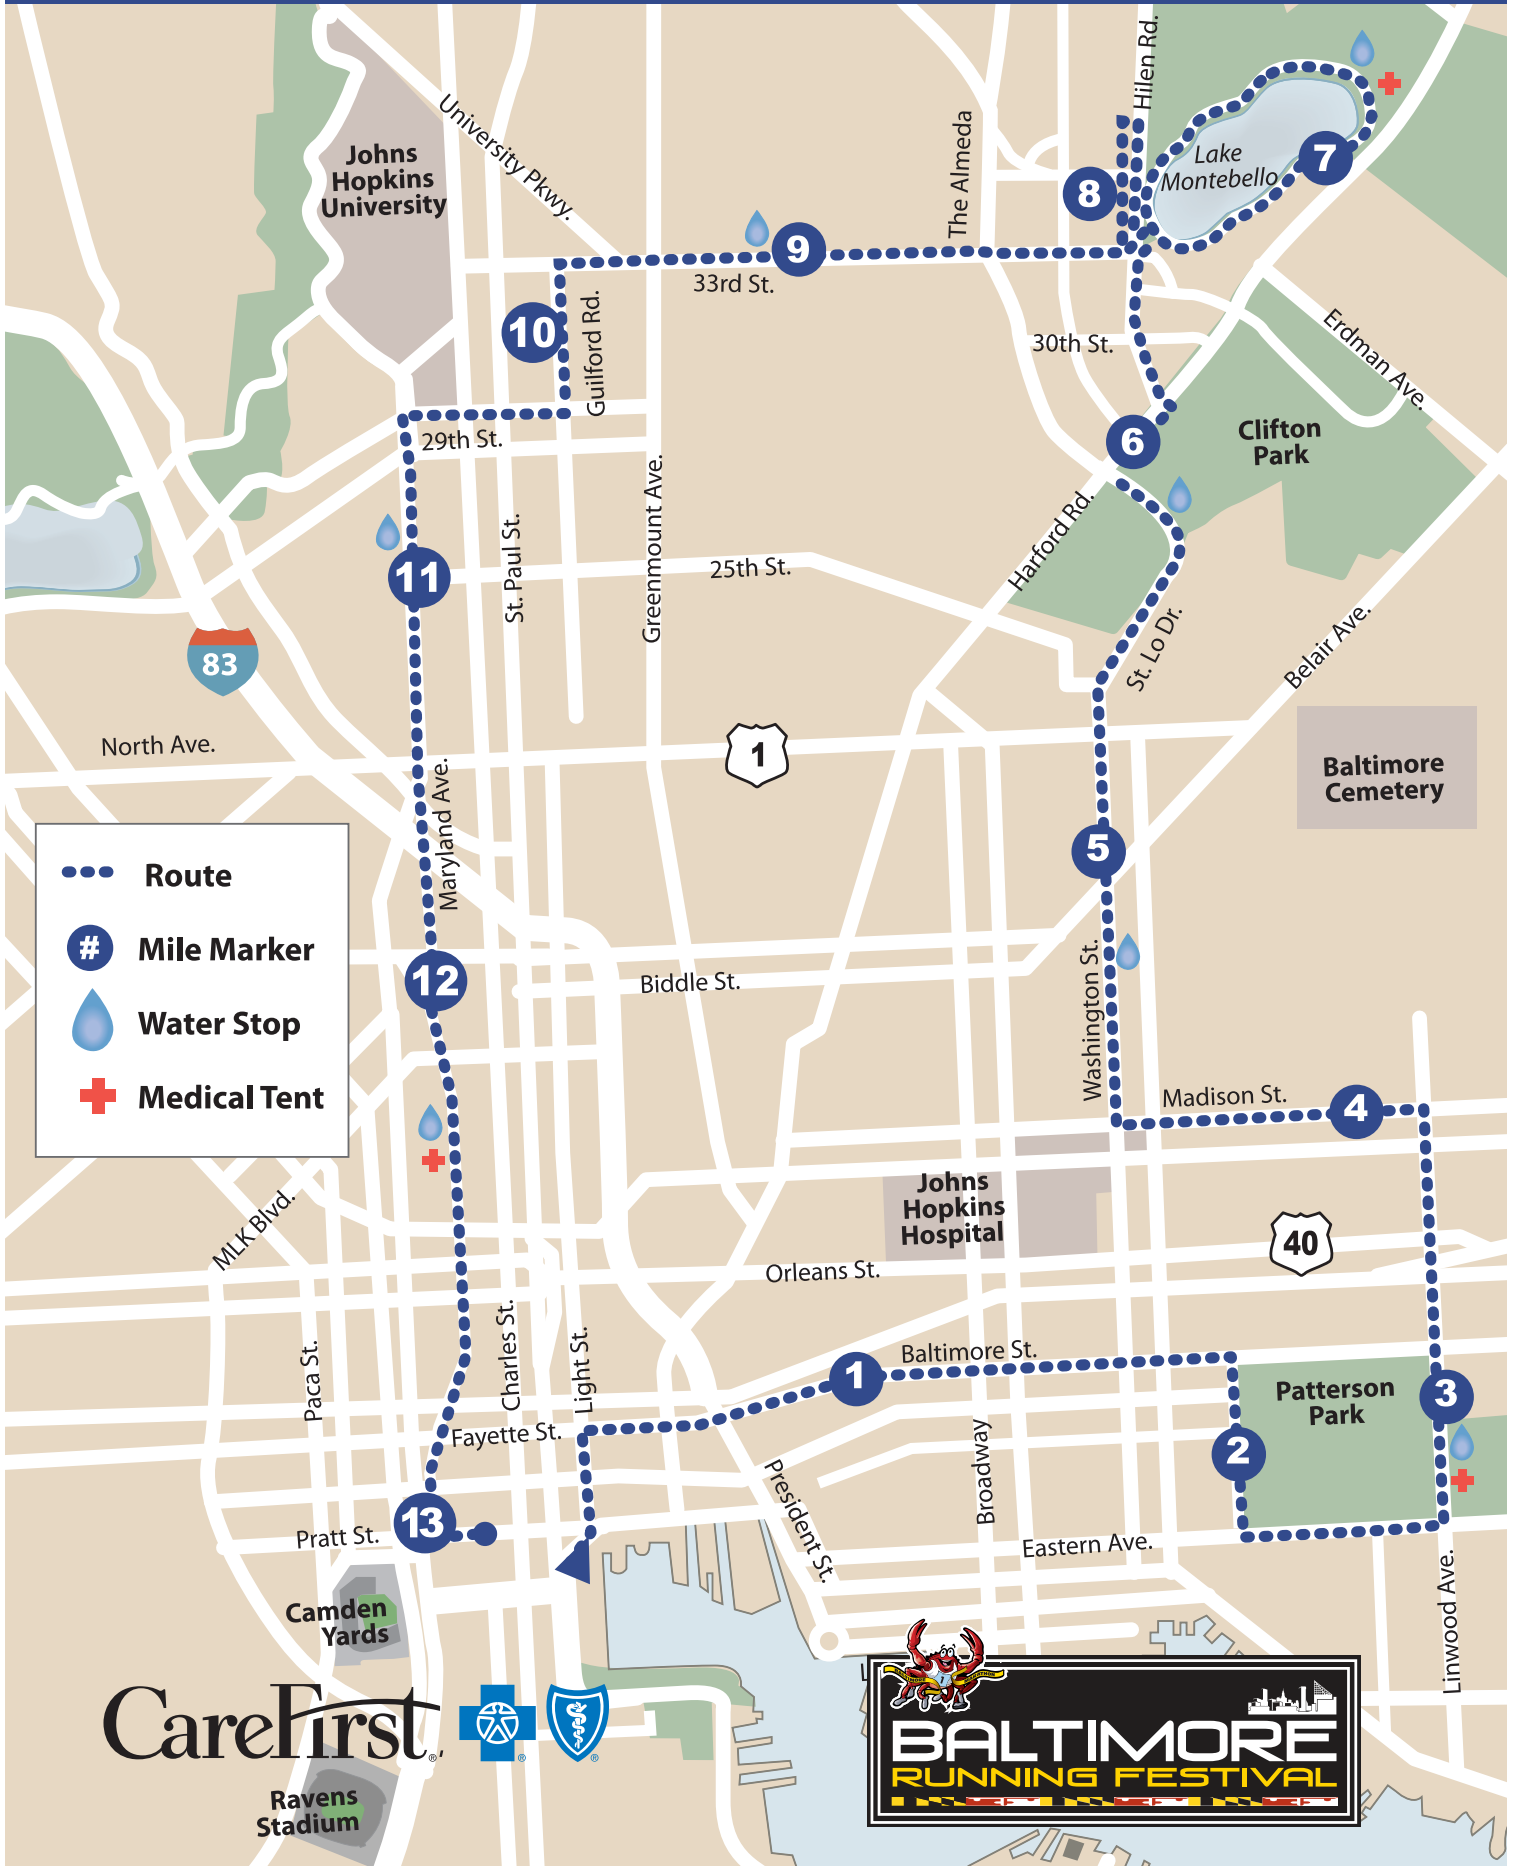 Hilen Rd.
University Pkwy.
Johns
Hopkins
University
The Almeda
Lake
Montebello
7
8
9
33rd St.
10
Guilford Rd.
30th St.
Erdman Ave.
29th St.
6
Clifton
Park
Greenmount Ave.
Harford Rd.
St. Paul St.
11
25th St.
St. Lo Dr.
Belair Ave.
83
North Ave.
1
Baltimore
Cemetery
Maryland Ave.
5
Route
# Mile Marker
Water Stop
Medical Tent
12
Biddle St.
Washington St.
Madison St.
4
MLK Blvd.
Johns
Hopkins
Hospital
40
Orleans St.
Paca St.
Charles St.
Light St.
1
Baltimore St.
Patterson
Park
3
Fayette St.
2
President St.
Broadway
13
Pratt St.
Eastern Ave.
Linwood Ave.
Camden
Yards
CareFirst®,
® ®
BALTIMORE
RUNNING FESTIVAL
Ravens
Stadium